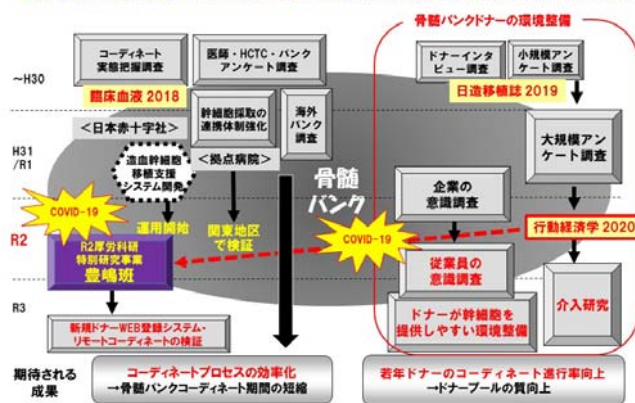 骨髄バンクドナーの環境整備
コーディネート
実態把握調査
医師・HCTC・バンク
アンケート調査
ドナーインタ
ビュー調査
小規模アン
ケート調査
~H30
臨床血液 2018
日造移植誌 2019
<日本赤十字社>
幹細胞採取の
連携体制強化
海外
バンク
調査
大規模アン
ケート調査
H31
/R1
造血幹細胞
移植支援
システム開発
<拠点病院>
骨髄
バンク
企業の
意識調査
COVID-19
運用開始
関東地区
で検証
COVID-19
行動経済学 2020
R2
R2厚労科研
特別研究事業
豊嶋班
従業員の
意識調査
介入研究
ドナーが幹細胞を
提供しやすい環境整備
R3
新規ドナーWEB登録システム・
リモートコーディネートの検証
期待される
成果
コーディネートプロセスの効率化
→骨髄バンクコーディネート期間の短縮
若年ドナーのコーディネート進行率向上
→ドナープールの質向上